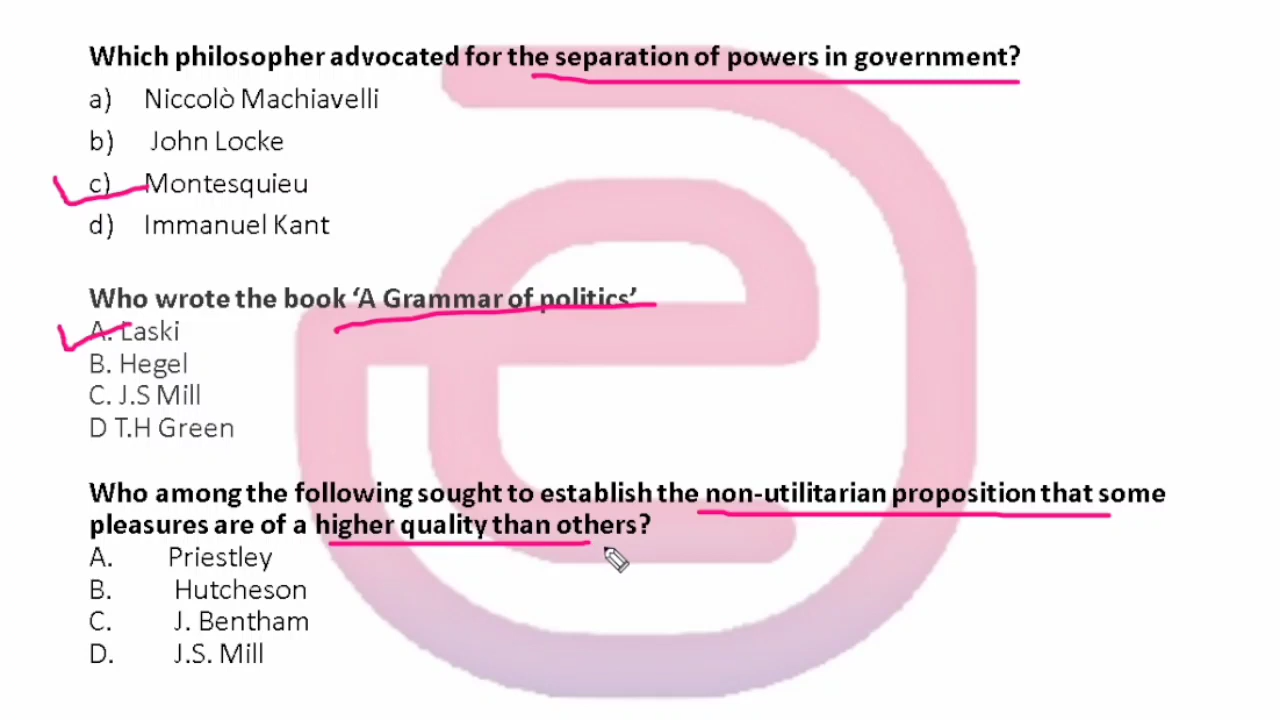 Which philosopher advocated for the separation of powers in government?
a) Niccolò Machiavelli
b) John Locke
c) Montesquieu
d) Immanuel Kant
Who wrote the book ‘A Grammar of politics’
A. Laski
B. Hegel
C. J.S Mill
D T.H Green
Who among the following sought to establish the non-utilitarian proposition that some
pleasures are of a higher quality than others?
A. Priestley
B. Hutcheson
C. J. Bentham
D. J.S. Mill